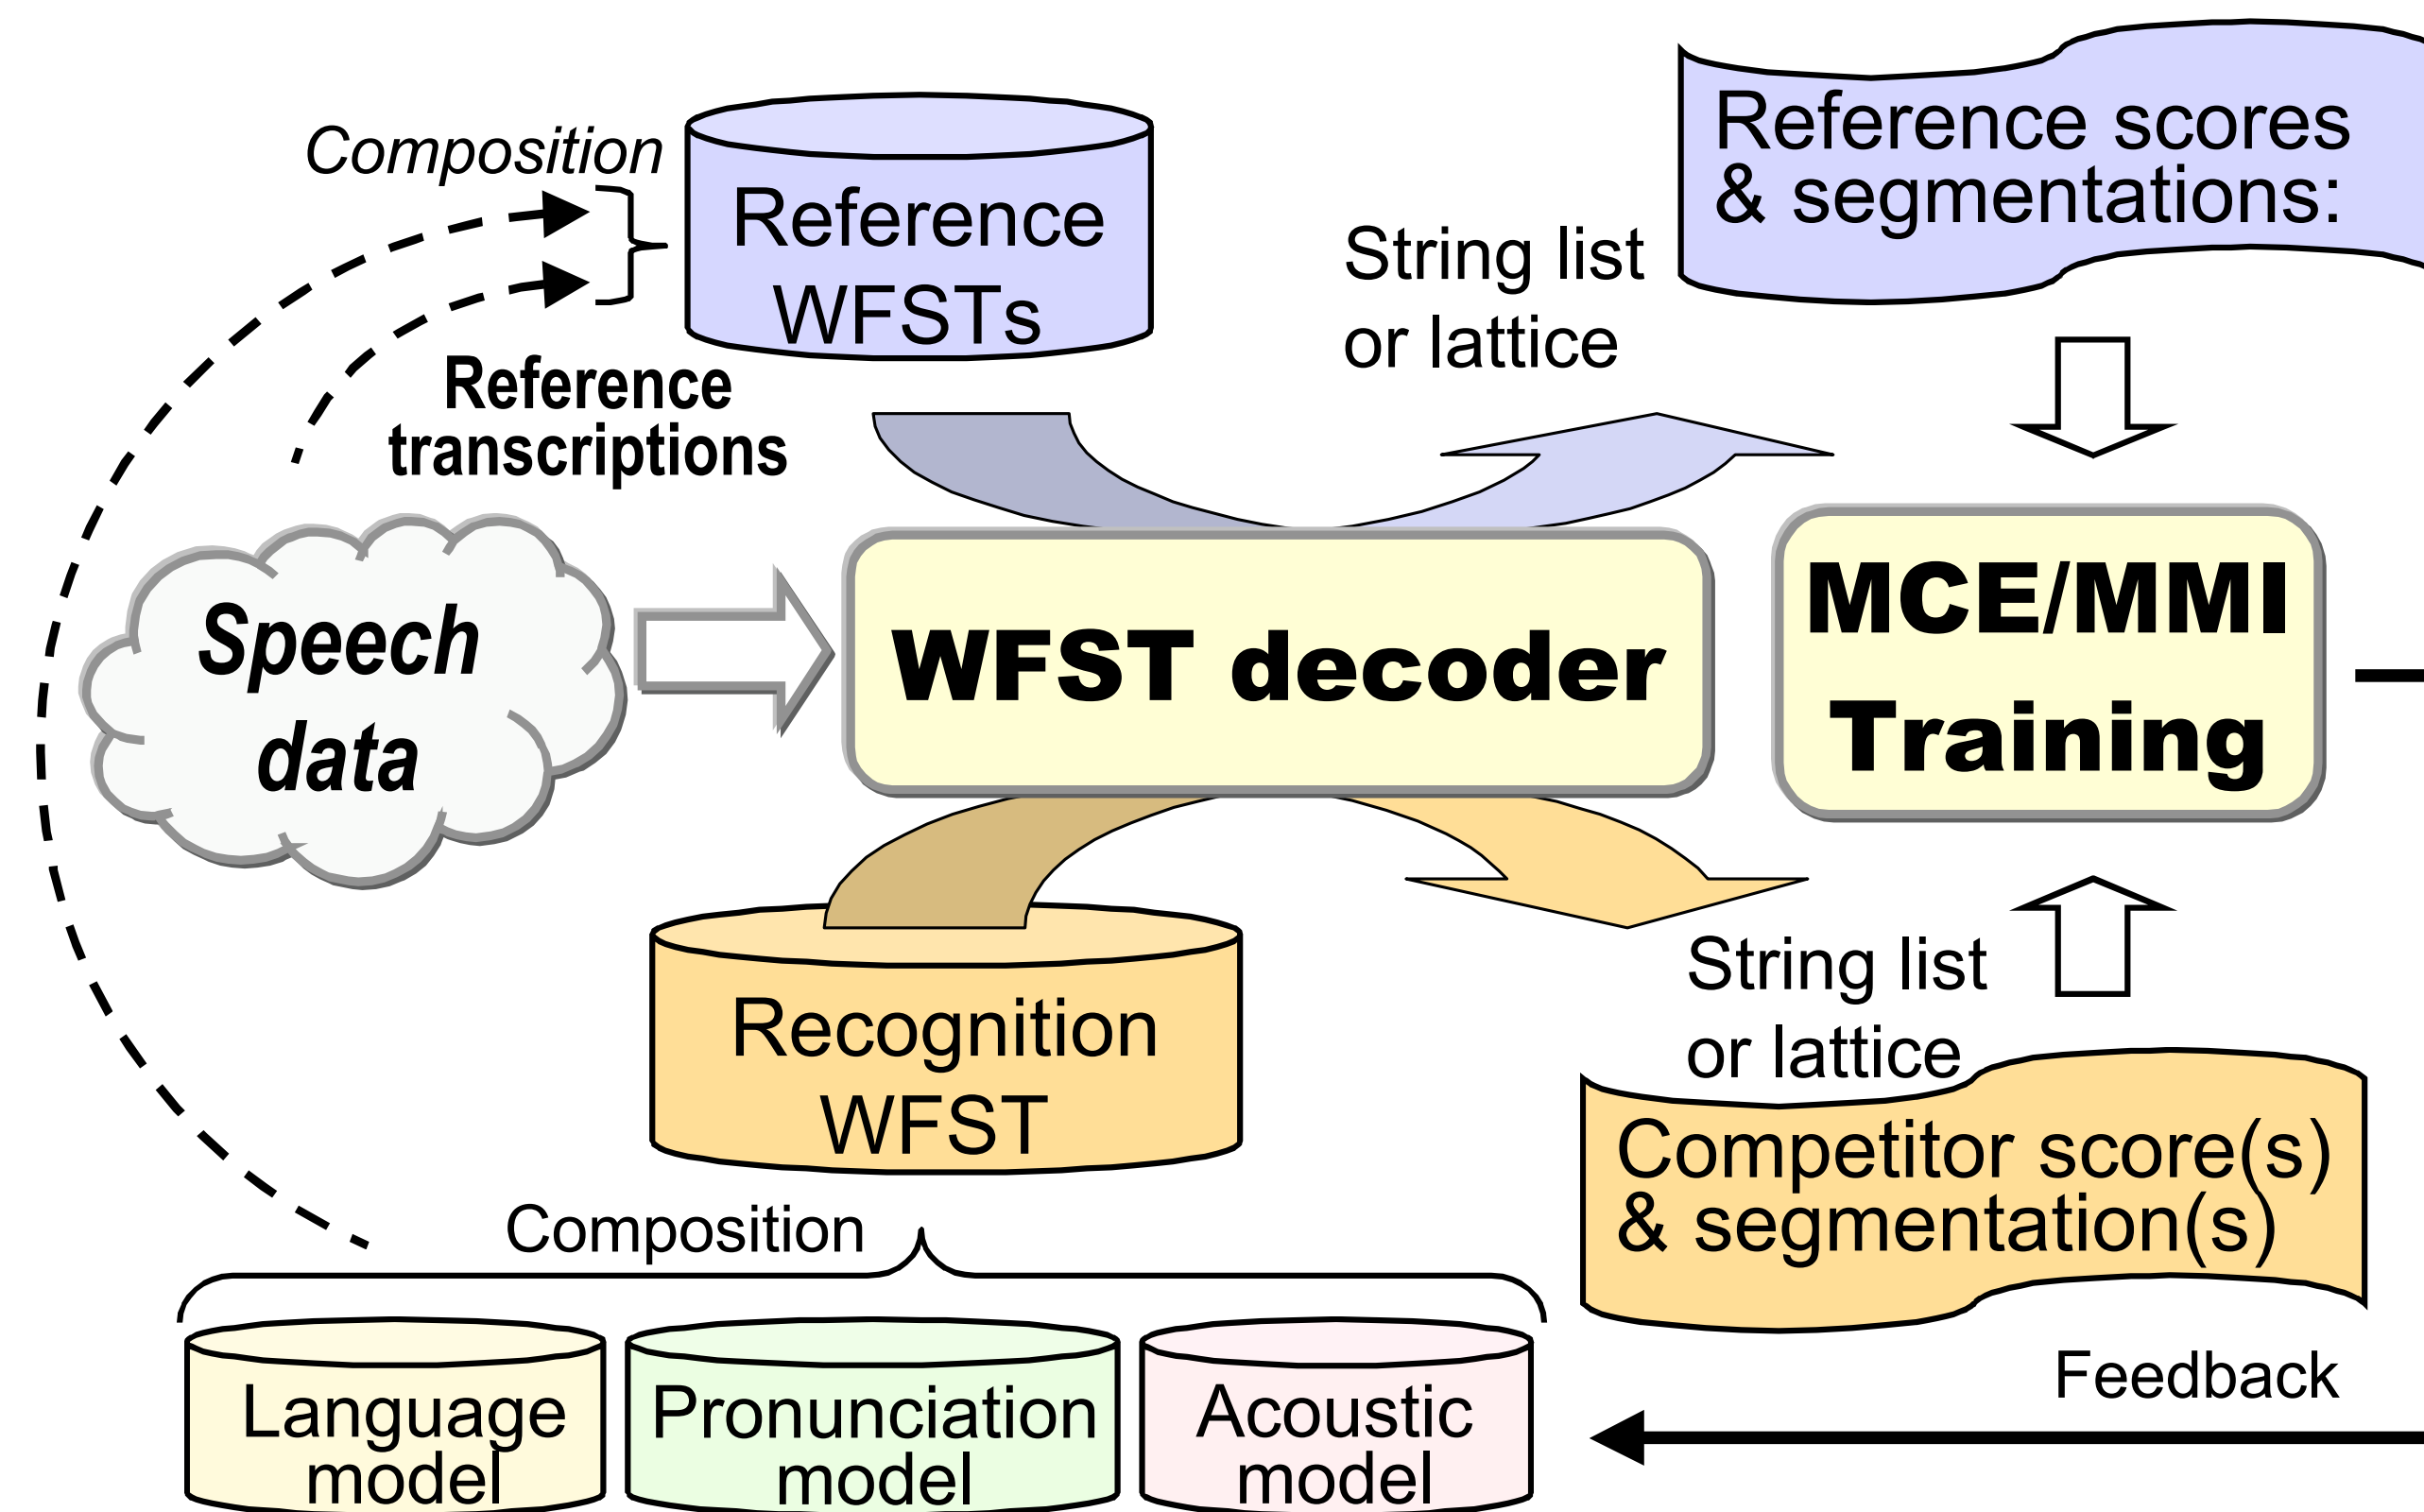 Composition
Reference
WFSTs
Reference scores
& segmentations:
String list
or lattice
Reference
transcriptions
Speech
data
WFST decoder
MCE/MMI
Training
Recognition
WFST
String list
or lattice
Competitor score(s)
& segmentation(s)
Composition
Feedback
Language
model
Pronunciation
model
Acoustic
model